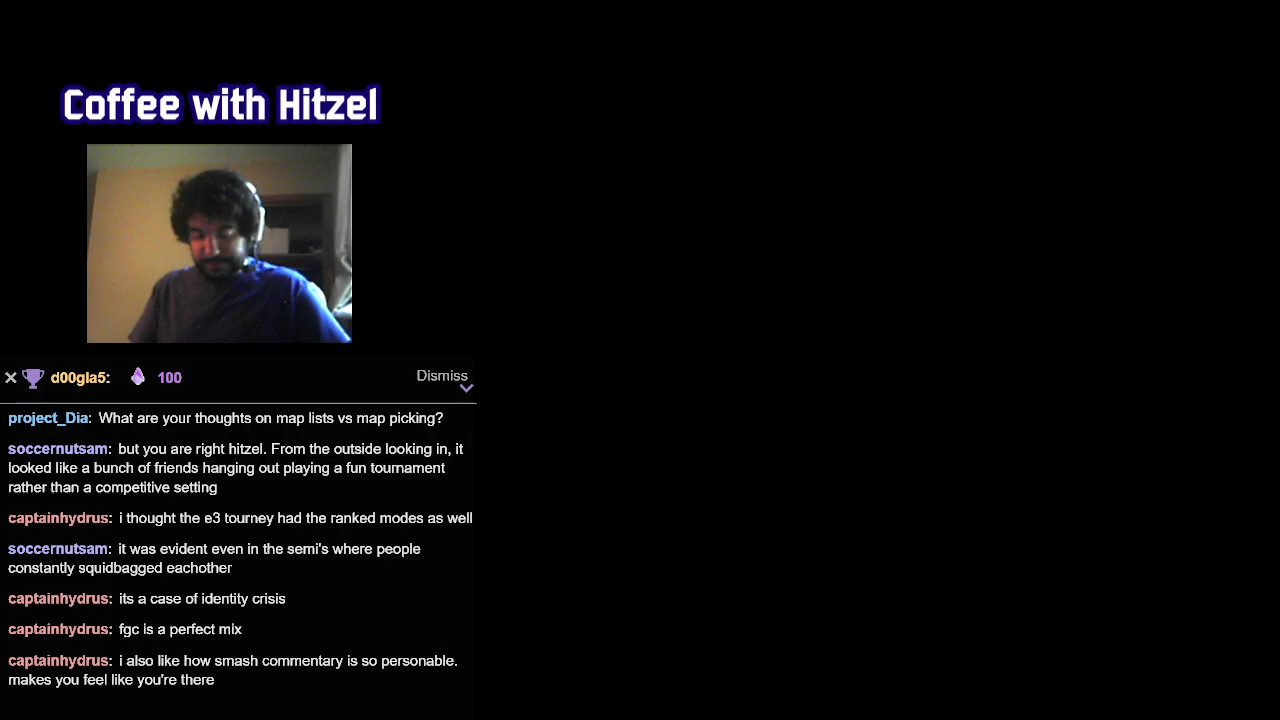 Coffee with Hitzel
d00gla5: 100 Dismiss
project_Dia: What are your thoughts on map lists vs map picking?
soccernutsam: but you are right hitzel. From the outside looking in, it
looked like a bunch of friends hanging out playing a fun tournament
rather than a competitive setting
captainhydrus: i thought the e3 tourney had the ranked modes as well
soccernutsam: it was evident even in the semi's where people
constantly squidbagged eachother
captainhydrus: its a case of identity crisis
captainhydrus: fgc is a perfect mix
captainhydrus: i also like how smash commentary is so personable.
makes you feel like you're there